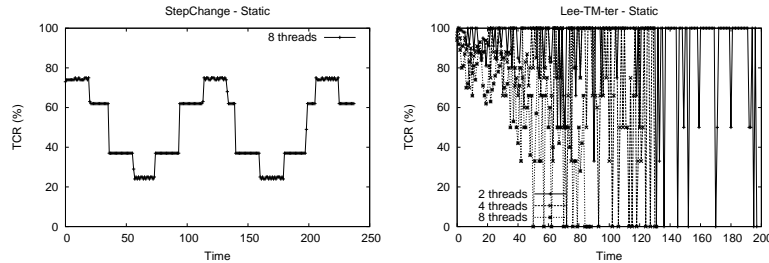 StepChange - Static
8 threads
TCR (%)
100
80
60
40
20
0
0 50 100 150 200 250
Time
Lee-TM-ter - Static
TCR (%)
100
80
60
40
20
0
2 threads
4 threads
8 threads
0 20 40 60 80 100 120 140 160 180 200
Time